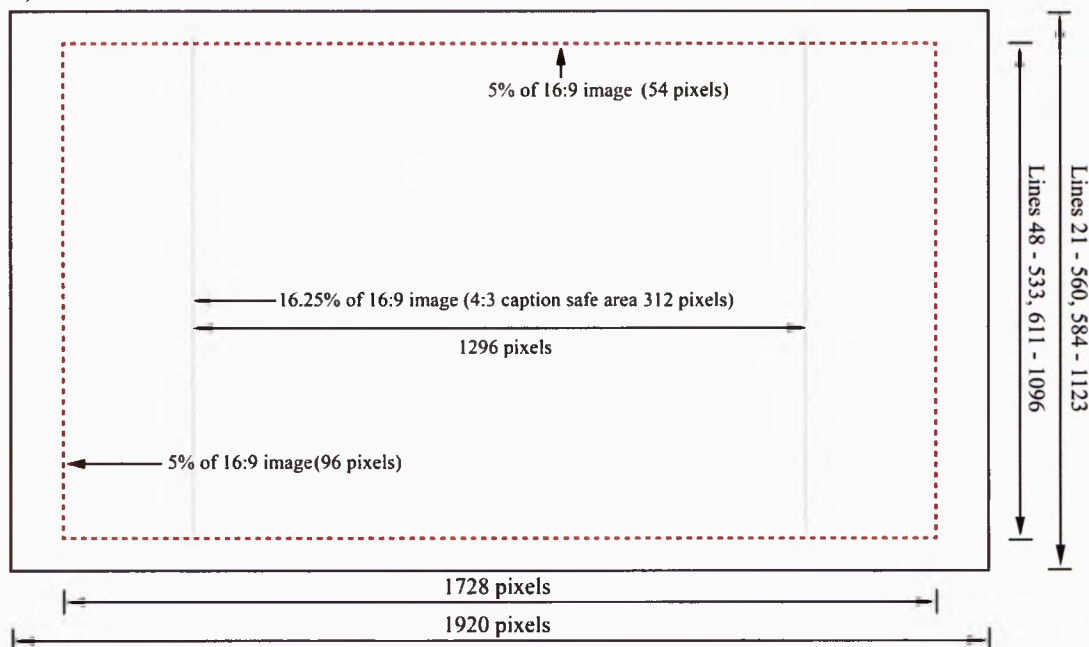 5% of 16:9 image (54 pixels)
16.25% of 16:9 image (4:3 caption safe area 312 pixels)
1296 pixels
5% of 16:9 image(96 pixels)
Lines 48 - 533, 611 - 1096
Lines 21 - 560, 584 - 1123
1728 pixels
1920 pixels